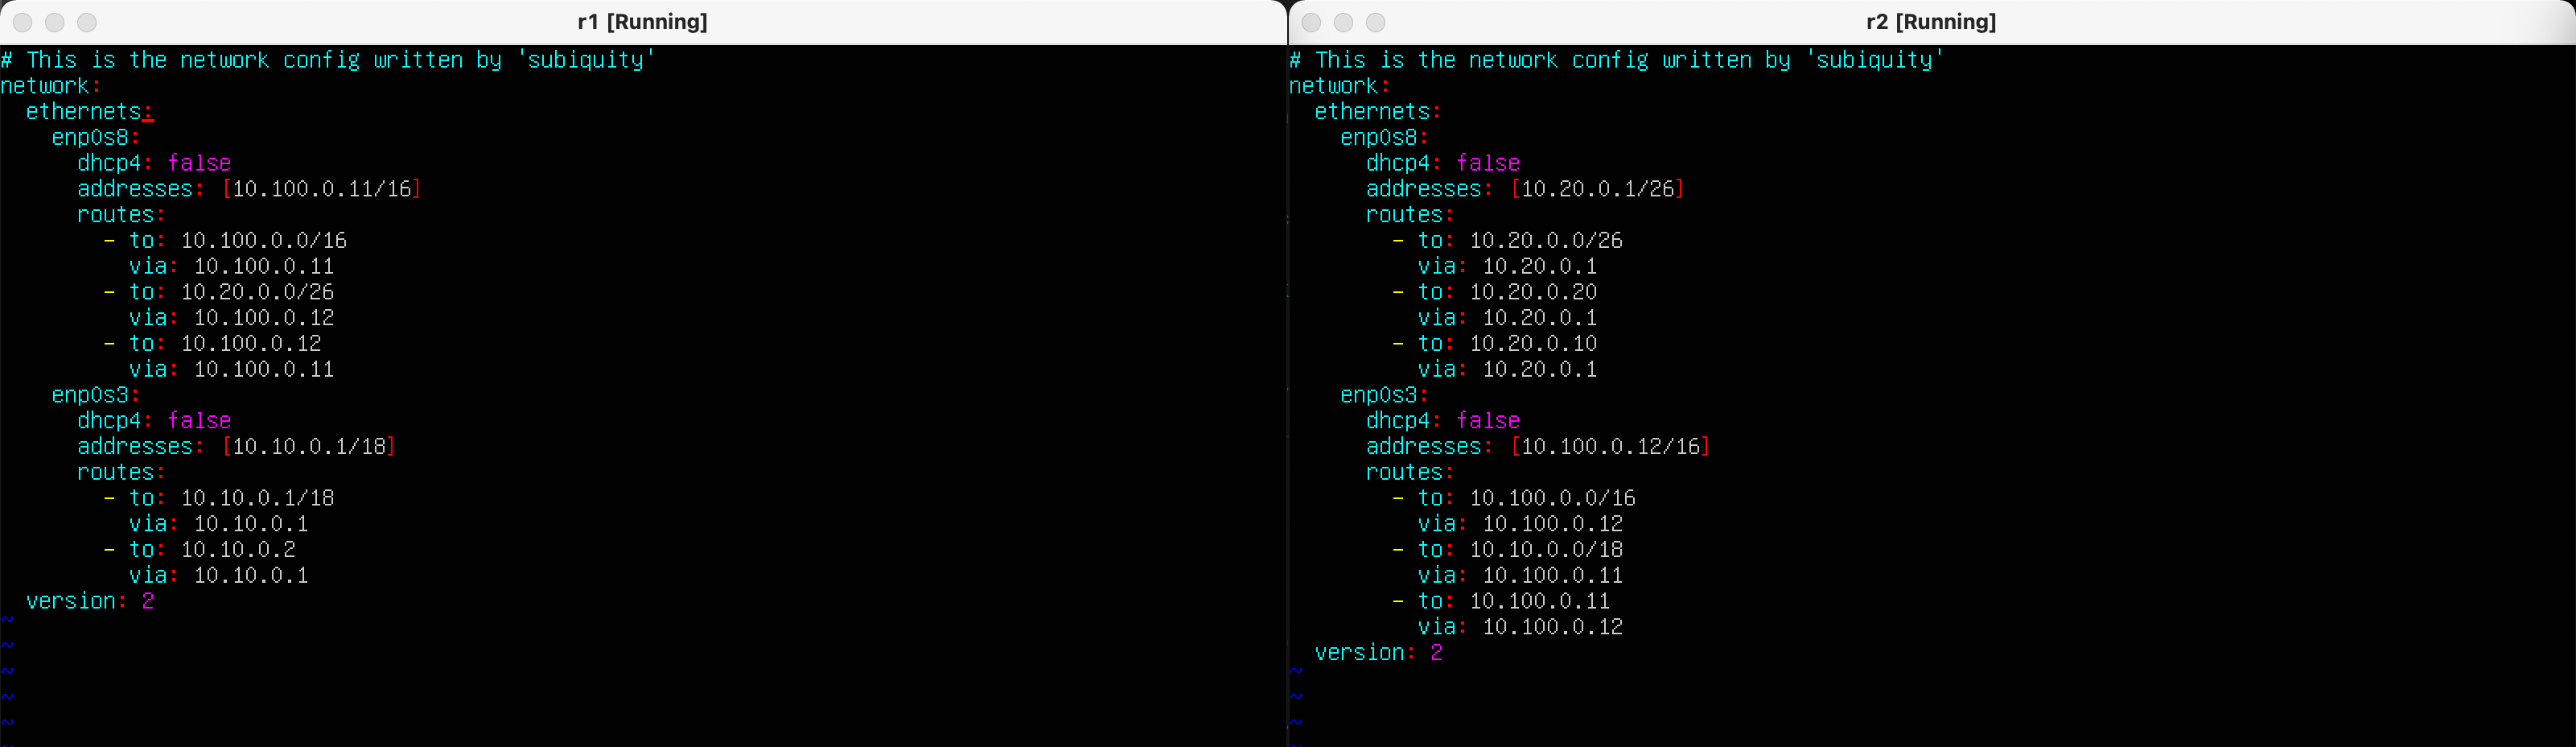 r1 [Running]
# This is the network config written by 'subiquity'
network:
  ethernets:
    enp0s8:
      dhcp4: false
      addresses: [10.100.0.11/16]
      routes:
        - to: 10.100.0.0/16
          via: 10.100.0.11
        - to: 10.20.0.0/26
          via: 10.100.0.12
        - to: 10.100.0.12
          via: 10.100.0.11
    enp0s3:
      dhcp4: false
      addresses: [10.10.0.1/18]
      routes:
        - to: 10.10.0.1/18
          via: 10.10.0.1
        - to: 10.10.0.2
          via: 10.10.0.1
  version: 2
~
~
~
~
~
r2 [Running]
# This is the network config written by 'subiquity'
network:
  ethernets:
    enp0s8:
      dhcp4: false
      addresses: [10.20.0.1/26]
      routes:
        - to: 10.20.0.0/26
          via: 10.20.0.1
        - to: 10.20.0.20
          via: 10.20.0.1
        - to: 10.20.0.10
          via: 10.20.0.1
    enp0s3:
      dhcp4: false
      addresses: [10.100.0.12/16]
      routes:
        - to: 10.100.0.0/16
          via: 10.100.0.12
        - to: 10.10.0.0/18
          via: 10.100.0.11
        - to: 10.100.0.11
          via: 10.100.0.12
  version: 2
~
~
~